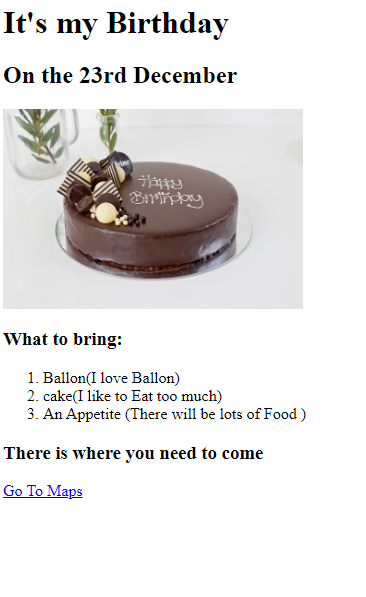 It's my Birthday
On the 23rd December
Happy
Birthday
What to bring:
1. Ballon(I love Ballon)
2. cake(I like to Eat too much)
3. An Appetite (There will be lots of Food )
There is where you need to come
Go To Maps